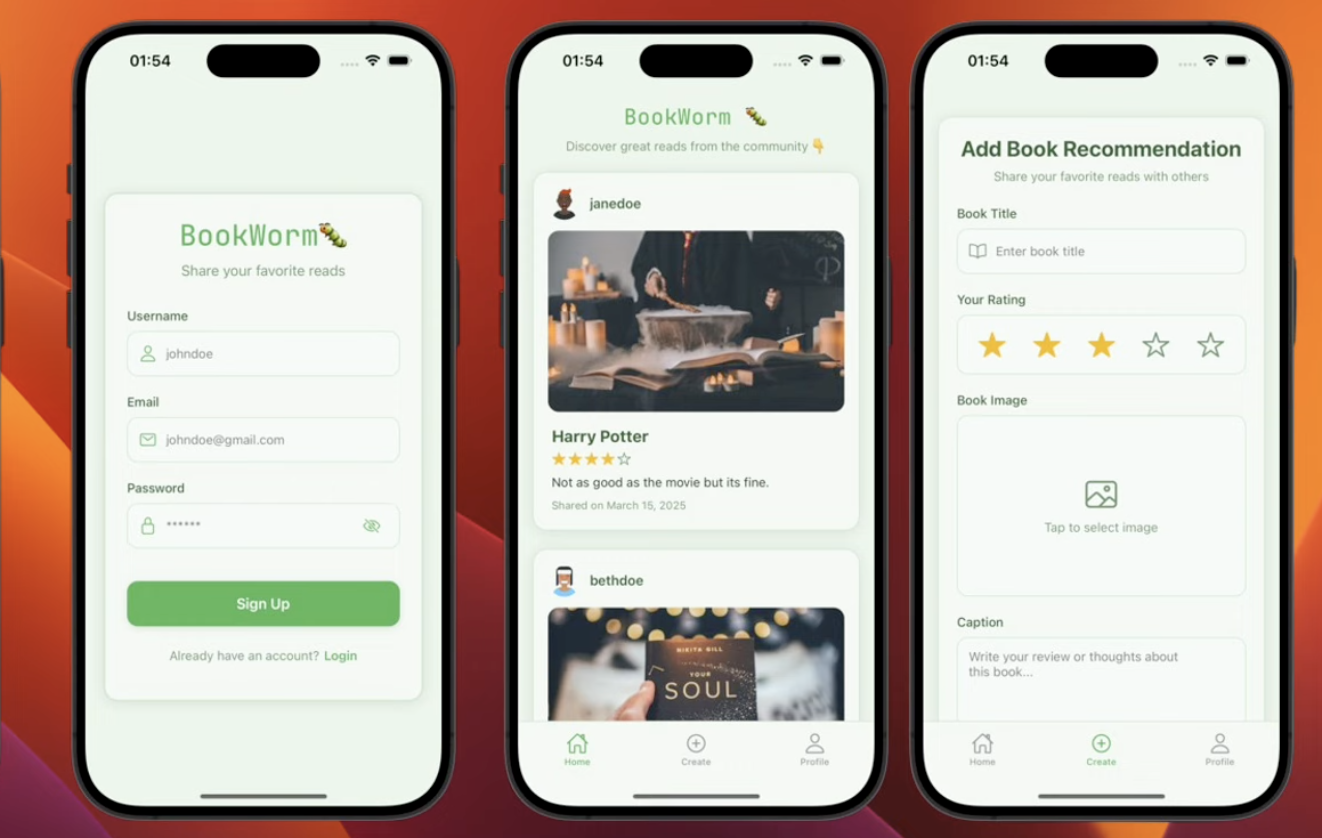 01:54
BookWorm
Share your favorite reads
Username
johndoe
Email
johndoe@gmail.com
Password
••••••
Sign Up
Already have an account? Login
01:54
BookWorm
Discover great reads from the community
janedoe
Harry Potter
Not as good as the movie but its fine.
Shared on March 15, 2025
bethdoe
NIKITA GILL
YOUR
SOUL
Home
Create
Profile
01:54
Add Book Recommendation
Share your favorite reads with others
Book Title
Enter book title
Your Rating
Book Image
Tap to select image
Caption
Write your review or thoughts about
this book...
Home
Create
Profile